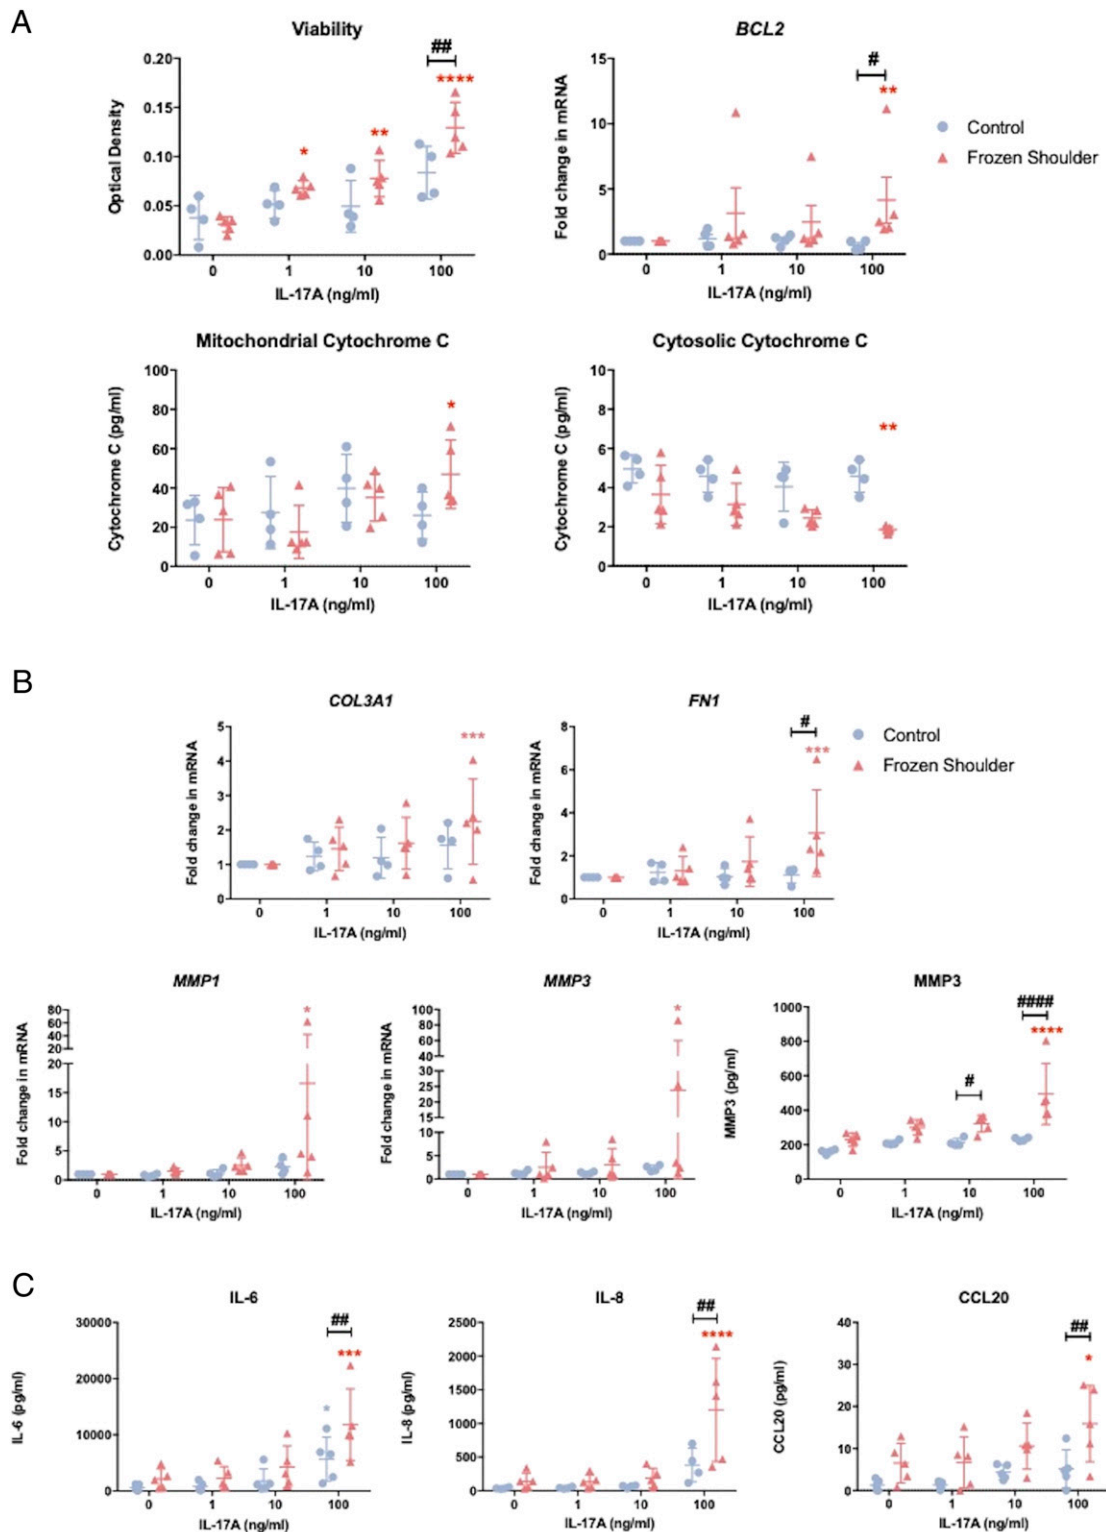 A
Viability
##
****
**
*
0.20
0.15
0.10
0.05
0.00
Optical Density
0 1 10 100
IL-17A (ng/ml)
BCL2
#
**
15
10
5
0
Fold change in mRNA
0 1 10 100
IL-17A (ng/ml)
Control
Frozen Shoulder
Mitochondrial Cytochrome C
*
100
80
60
40
20
0
Cytochrome C (pg/ml)
0 1 10 100
IL-17A (ng/ml)
Cytosolic Cytochrome C
**
10
8
6
4
2
0
Cytochrome C (pg/ml)
0 1 10 100
IL-17A (ng/ml)
B
COL3A1
***
5
4
3
2
1
0
Fold change in mRNA
0 1 10 100
IL-17A (ng/ml)
FN1
#
***
8
6
4
2
0
Fold change in mRNA
0 1 10 100
IL-17A (ng/ml)
Control
Frozen Shoulder
MMP1
*
80
60
40
20
20
15
10
5
0
Fold change in mRNA
0 1 10 100
IL-17A (ng/ml)
MMP3
*
100
80
60
40
30
25
20
15
10
5
0
Fold change in mRNA
0 1 10 100
IL-17A (ng/ml)
MMP3
####
****
#
1000
800
600
400
200
0
MMP3 (pg/ml)
0 1 10 100
IL-17A (ng/ml)
C
IL-6
##
***
*
30000
20000
10000
0
IL-6 (pg/ml)
0 1 10 100
IL-17A (ng/ml)
IL-8
##
****
2500
2000
1500
1000
500
0
IL-8 (pg/ml)
0 1 10 100
IL-17A (ng/ml)
CCL20
##
*
40
30
20
10
0
CCL20 (pg/ml)
0 1 10 100
IL-17A (ng/ml)